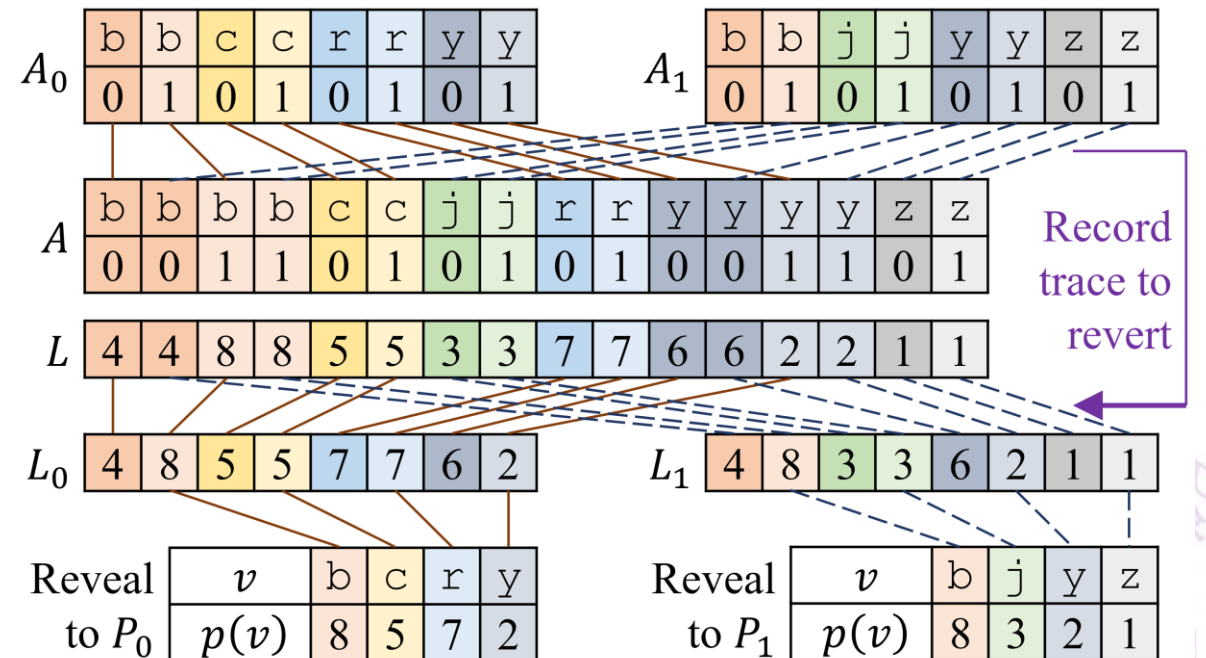 A₀ b b c c r r y y
0 1 0 1 0 1 0 1
A₁ b b j j y y z z
0 1 0 1 0 1 0 1
A b b b b c c j j r r y y y y z z
0 0 1 1 0 1 0 1 0 1 0 0 1 1 0 1
Record
trace to
revert
L 4 4 8 8 5 5 3 3 7 7 6 6 2 2 1 1
L₀ 4 8 5 5 7 7 6 2
L₁ 4 8 3 3 6 2 1 1
Reveal v b c r y
to P₀ p(v) 8 5 7 2
Reveal v b j y z
to P₁ p(v) 8 3 2 1